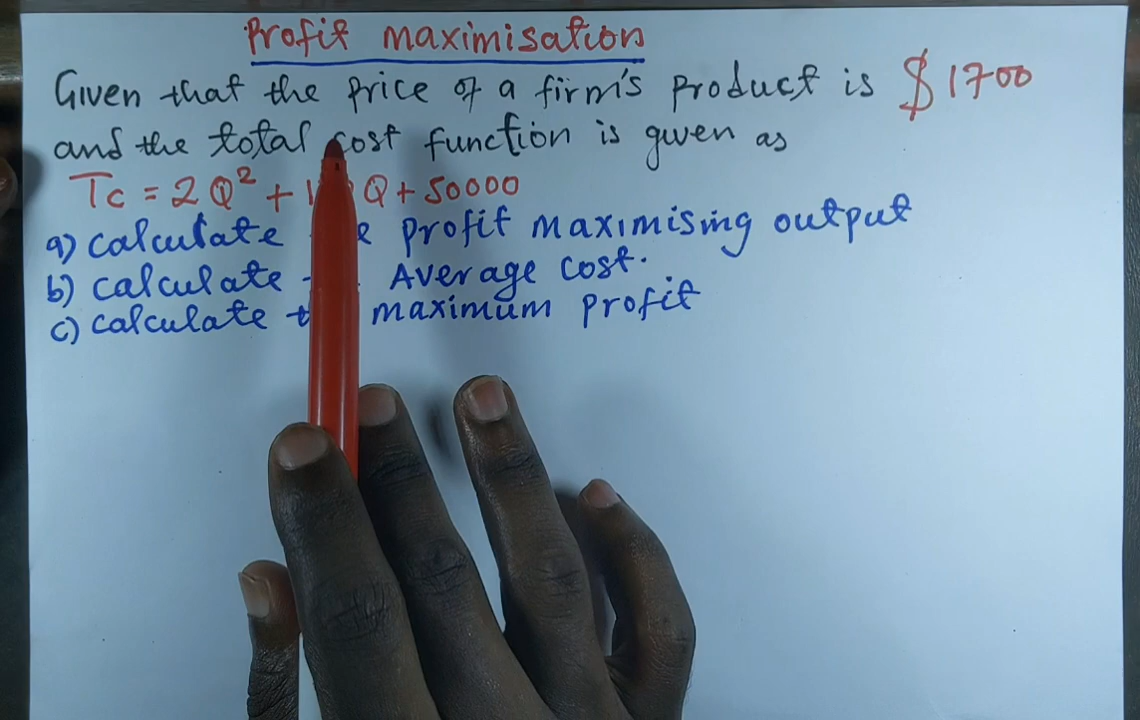 Profit maximisation
Given that the price of a firm's product is $1700
and the total cost function is given as
TC = 2Q² + Q + 50000
a) calculate profit maximising output
b) calculate Average cost.
c) calculate maximum profit